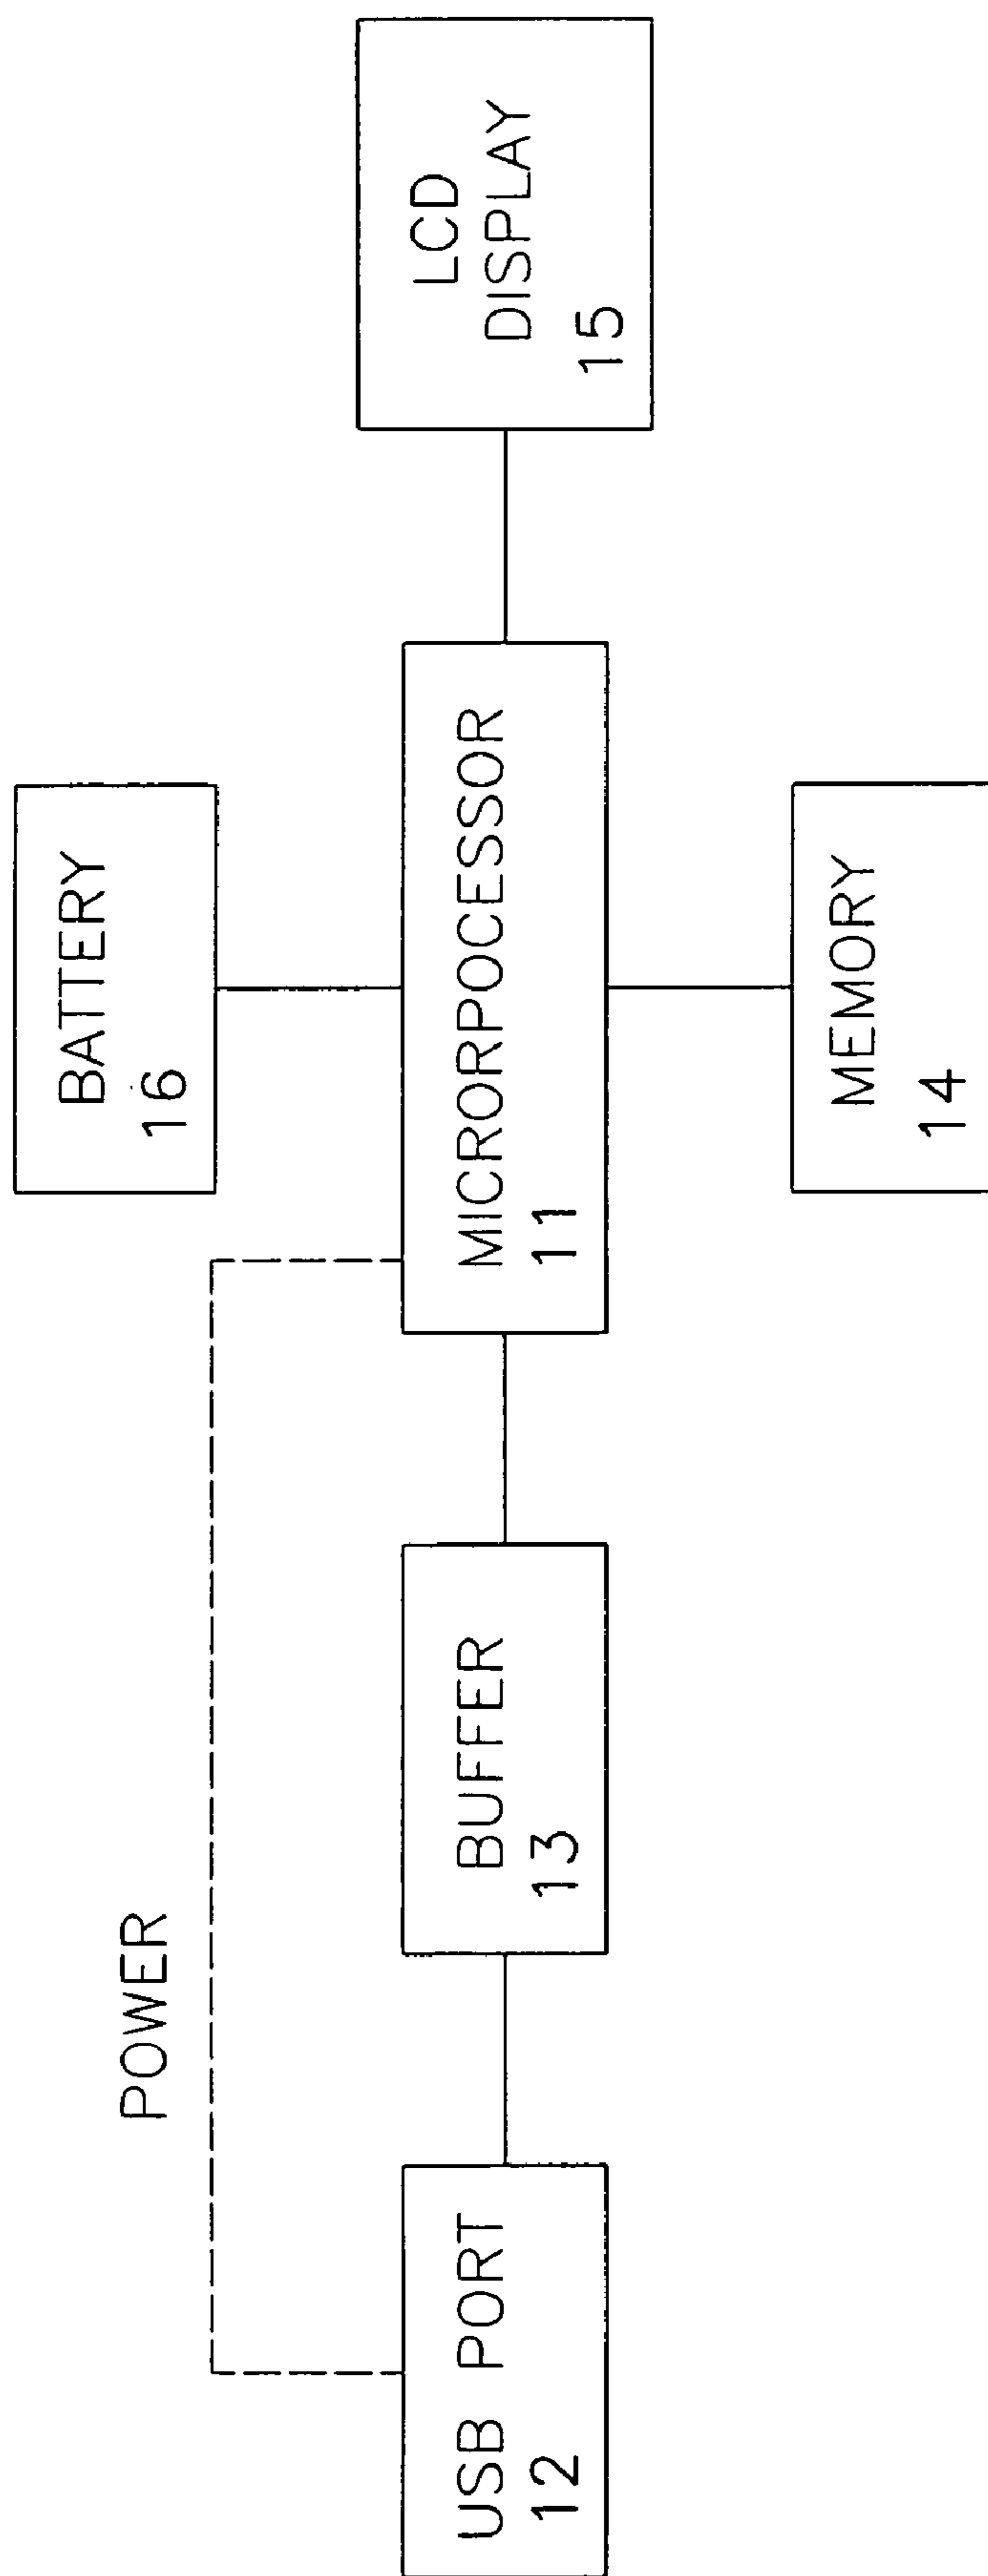 BATTERY
16
POWER
USB PORT
12
BUFFER
13
MICRORPOCESSOR
11
LCD
DISPLAY
15
MEMORY
14